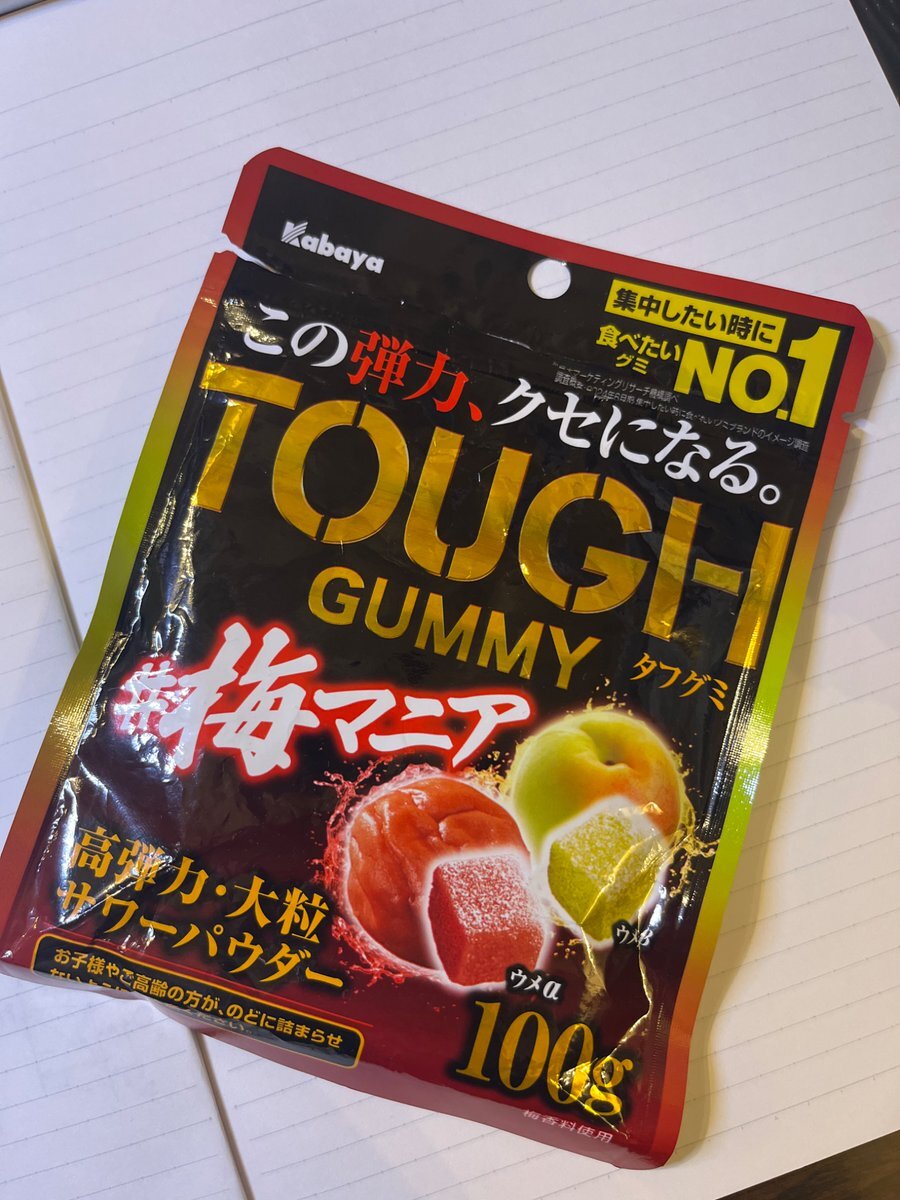 Kabaya
集中したい時に
食べたい
グミ
NO.1
この弾力、クセになる。
TOUGH
GUMMY
タフグミ
#梅マニア
高弾力・大粒
サワーパウダー
ウメβ
ウメα
お子様やご高齢の方が、のどに詰まらせ
100g
梅香料使用